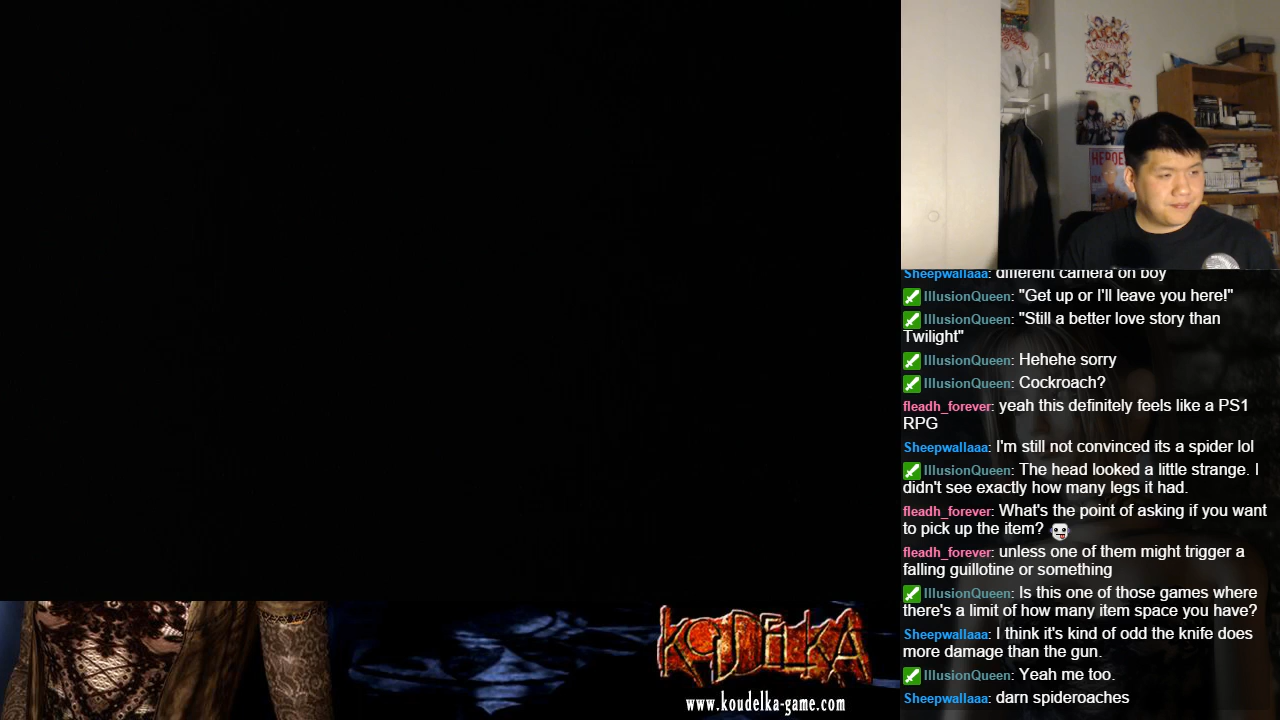 HEROES
Sheepwallaaa: different camera on boy
IllusionQueen: "Get up or I'll leave you here!"
IllusionQueen: "Still a better love story than
Twilight"
IllusionQueen: Hehehe sorry
IllusionQueen: Cockroach?
fleadh_forever: yeah this definitely feels like a PS1
RPG
Sheepwallaaa: I'm still not convinced its a spider lol
IllusionQueen: The head looked a little strange. I
didn't see exactly how many legs it had.
fleadh_forever: What's the point of asking if you want
to pick up the item?
fleadh_forever: unless one of them might trigger a
falling guillotine or something
IllusionQueen: Is this one of those games where
there's a limit of how many item space you have?
Sheepwallaaa: I think it's kind of odd the knife does
more damage than the gun.
IllusionQueen: Yeah me too.
Sheepwallaaa: darn spideroaches
KOUDELKA
www.koudelka-game.com